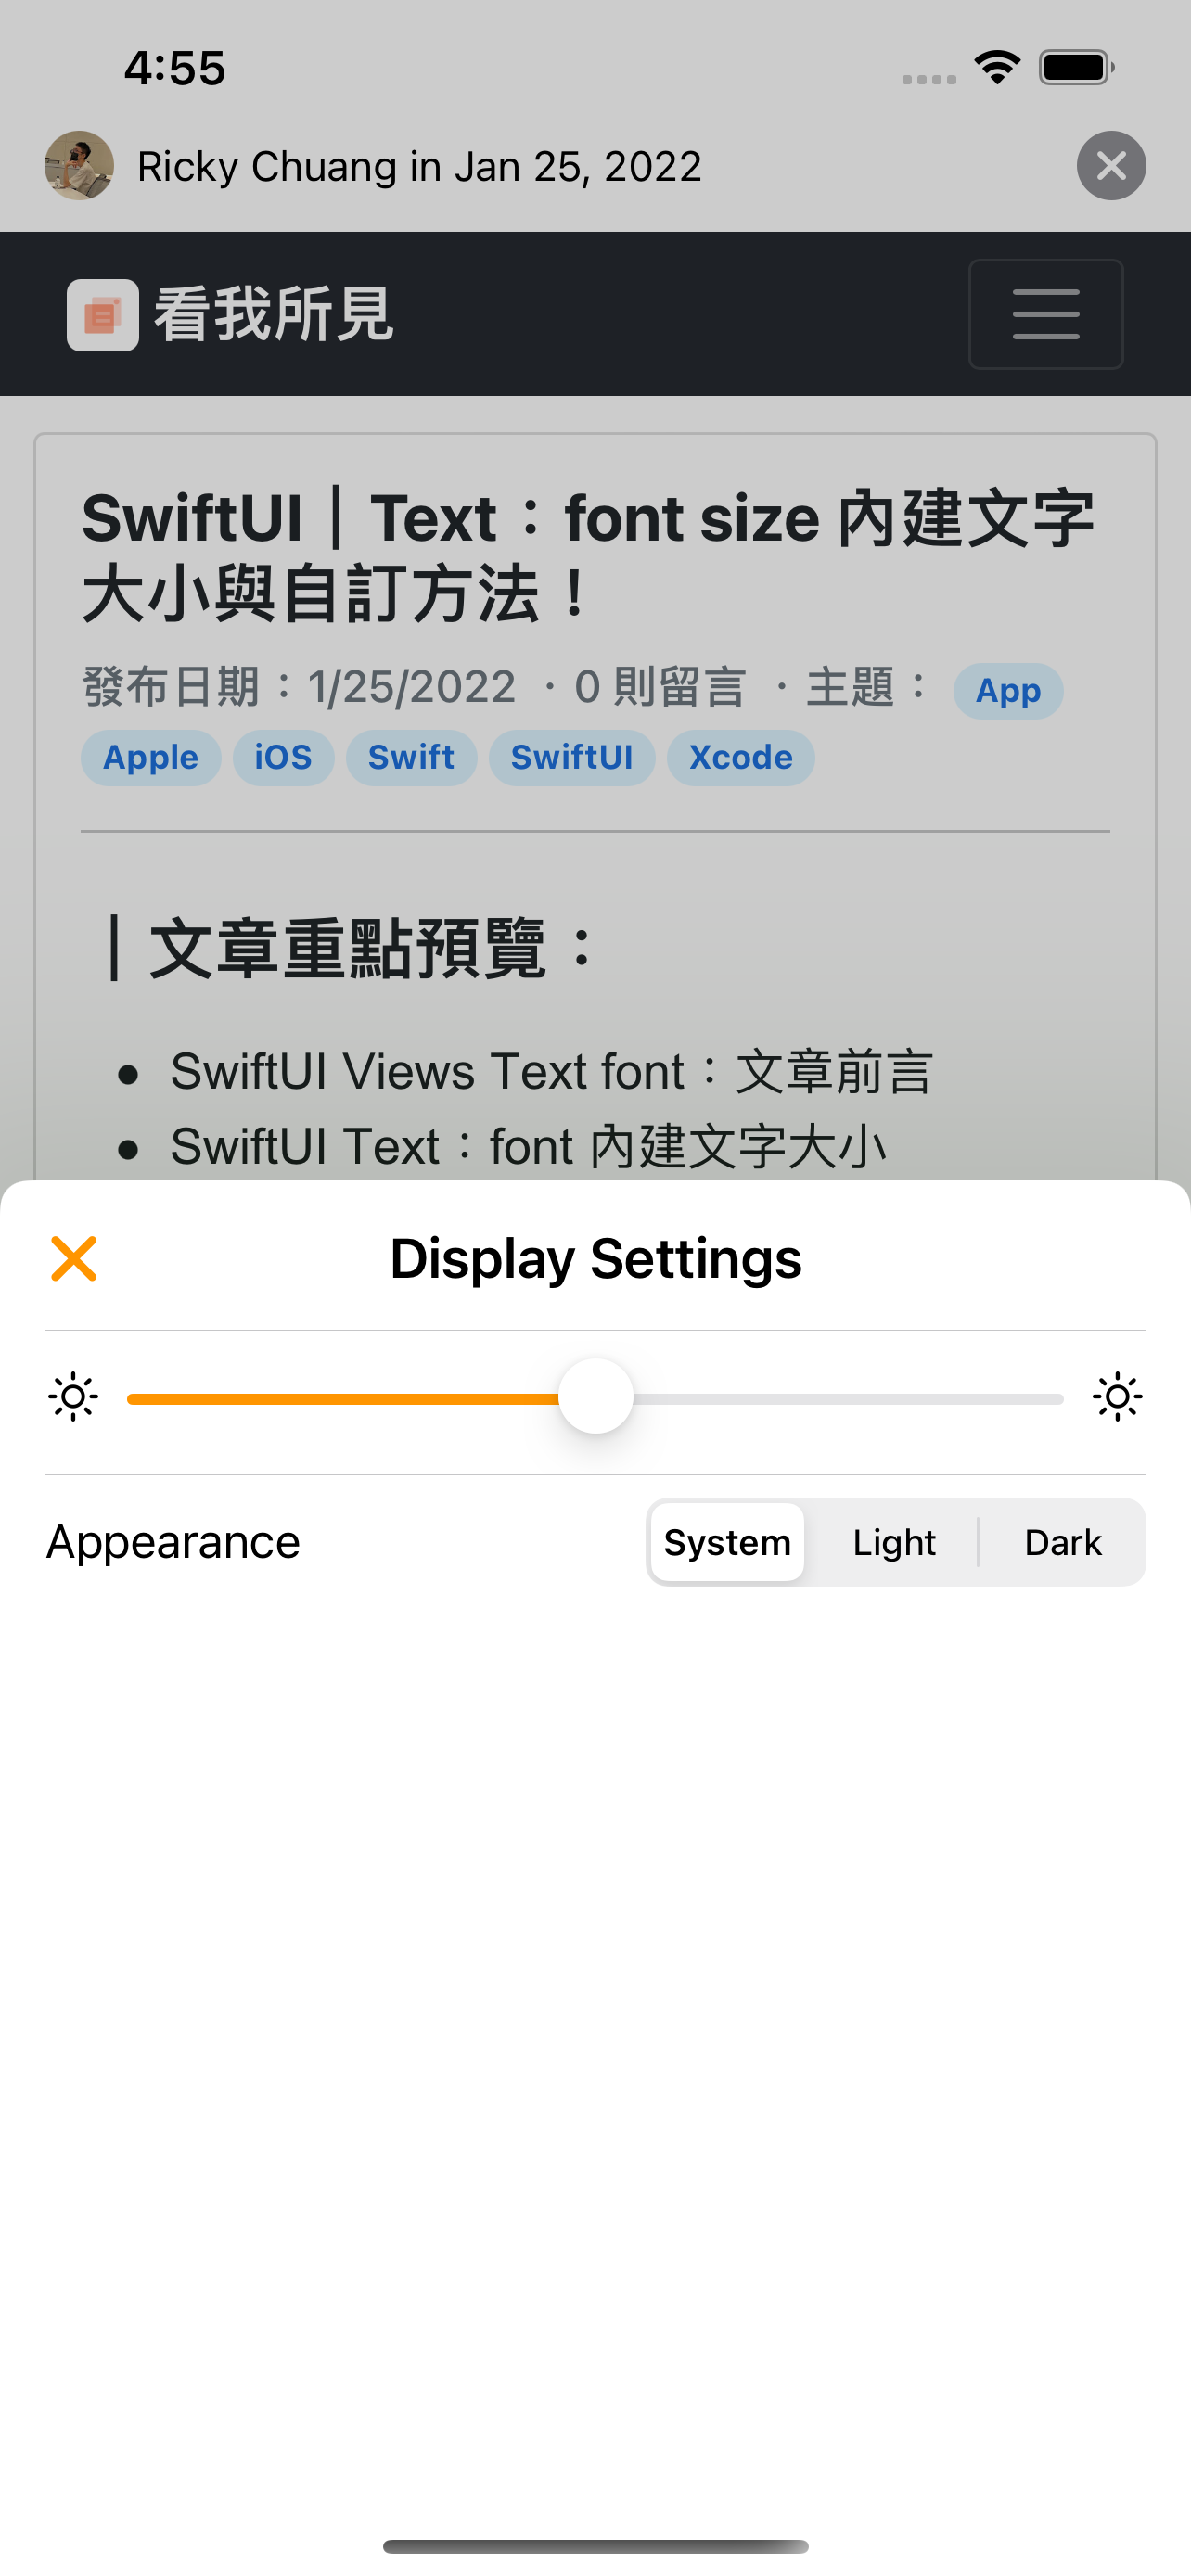 4:55
Ricky Chuang in Jan 25, 2022
看我所見
SwiftUI｜Text：font size 內建文字
大小與自訂方法！
發布日期：1/25/2022 · 0 則留言 · 主題： App
Apple iOS Swift SwiftUI Xcode
｜文章重點預覽：
● SwiftUI Views Text font：文章前言
● SwiftUI Text：font 內建文字大小
Display Settings
Appearance System Light Dark